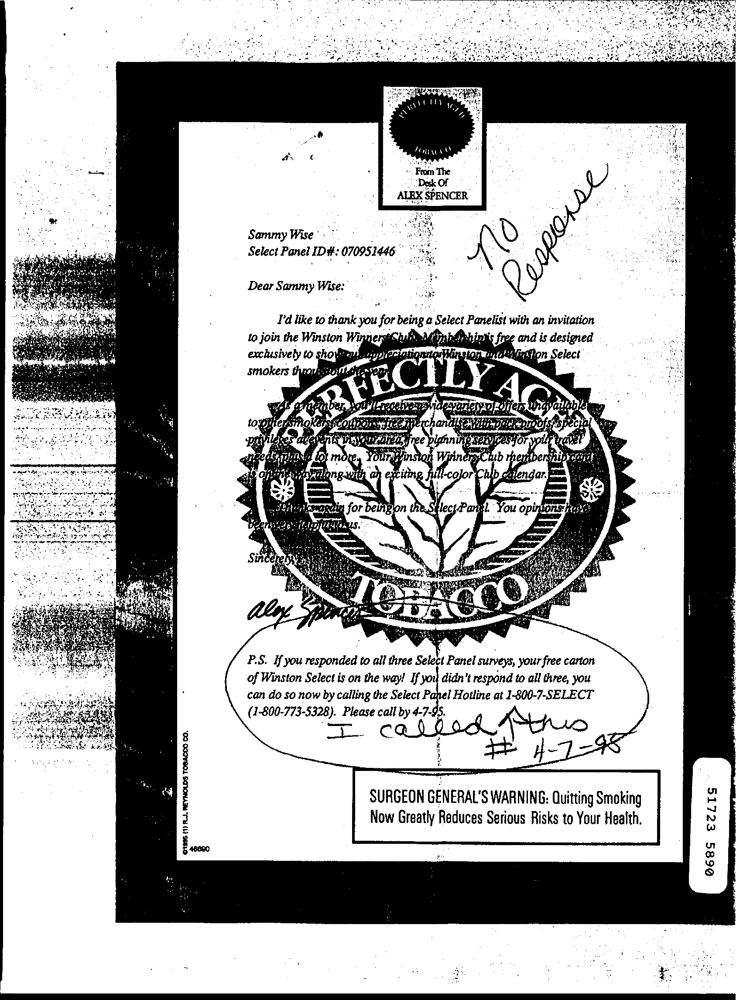 PERFECTLY AGED
TOBACCO
From The
Desk Of
ALEX SPENCER
No
Response
Sammy Wise
Select Panel ID#: 070951446
Dear Sammy Wise:
I'd like to thank you for being a Select Panelist with an invitation
to join the Winston Winners Club. Membership is free and is designed
exclusively to show our appreciation to Winston and Winston Select
smokers throughout the year.
PERFECTLY AGED
As a member, you'll receive a wide variety of offers unavailable
to other smokers: coupons, free merchandise with pack proofs, special
privileges at events in your area, free planning services for your travel
needs, plus a lot more. Your Winston Winners Club membership card
is on the way along with an exciting, full-color Club calendar.
Thanks again for being on the Select Panel. You opinions have
been very helpful to us.
Sincerely,
TOBACCO
Alex Spencer
P.S. If you responded to all three Select Panel surveys, your free carton
of Winston Select is on the way! If you didn't respond to all three, you
can do so now by calling the Select Panel Hotline at 1-800-7-SELECT
(1-800-773-5328). Please call by 4-7-95.
I called this
# 4-7-95
SURGEON GENERAL'S WARNING: Quitting Smoking
Now Greatly Reduces Serious Risks to Your Health.
©1995 (1) R.J. REYNOLDS TOBACCO CO.
46690
51723 5890